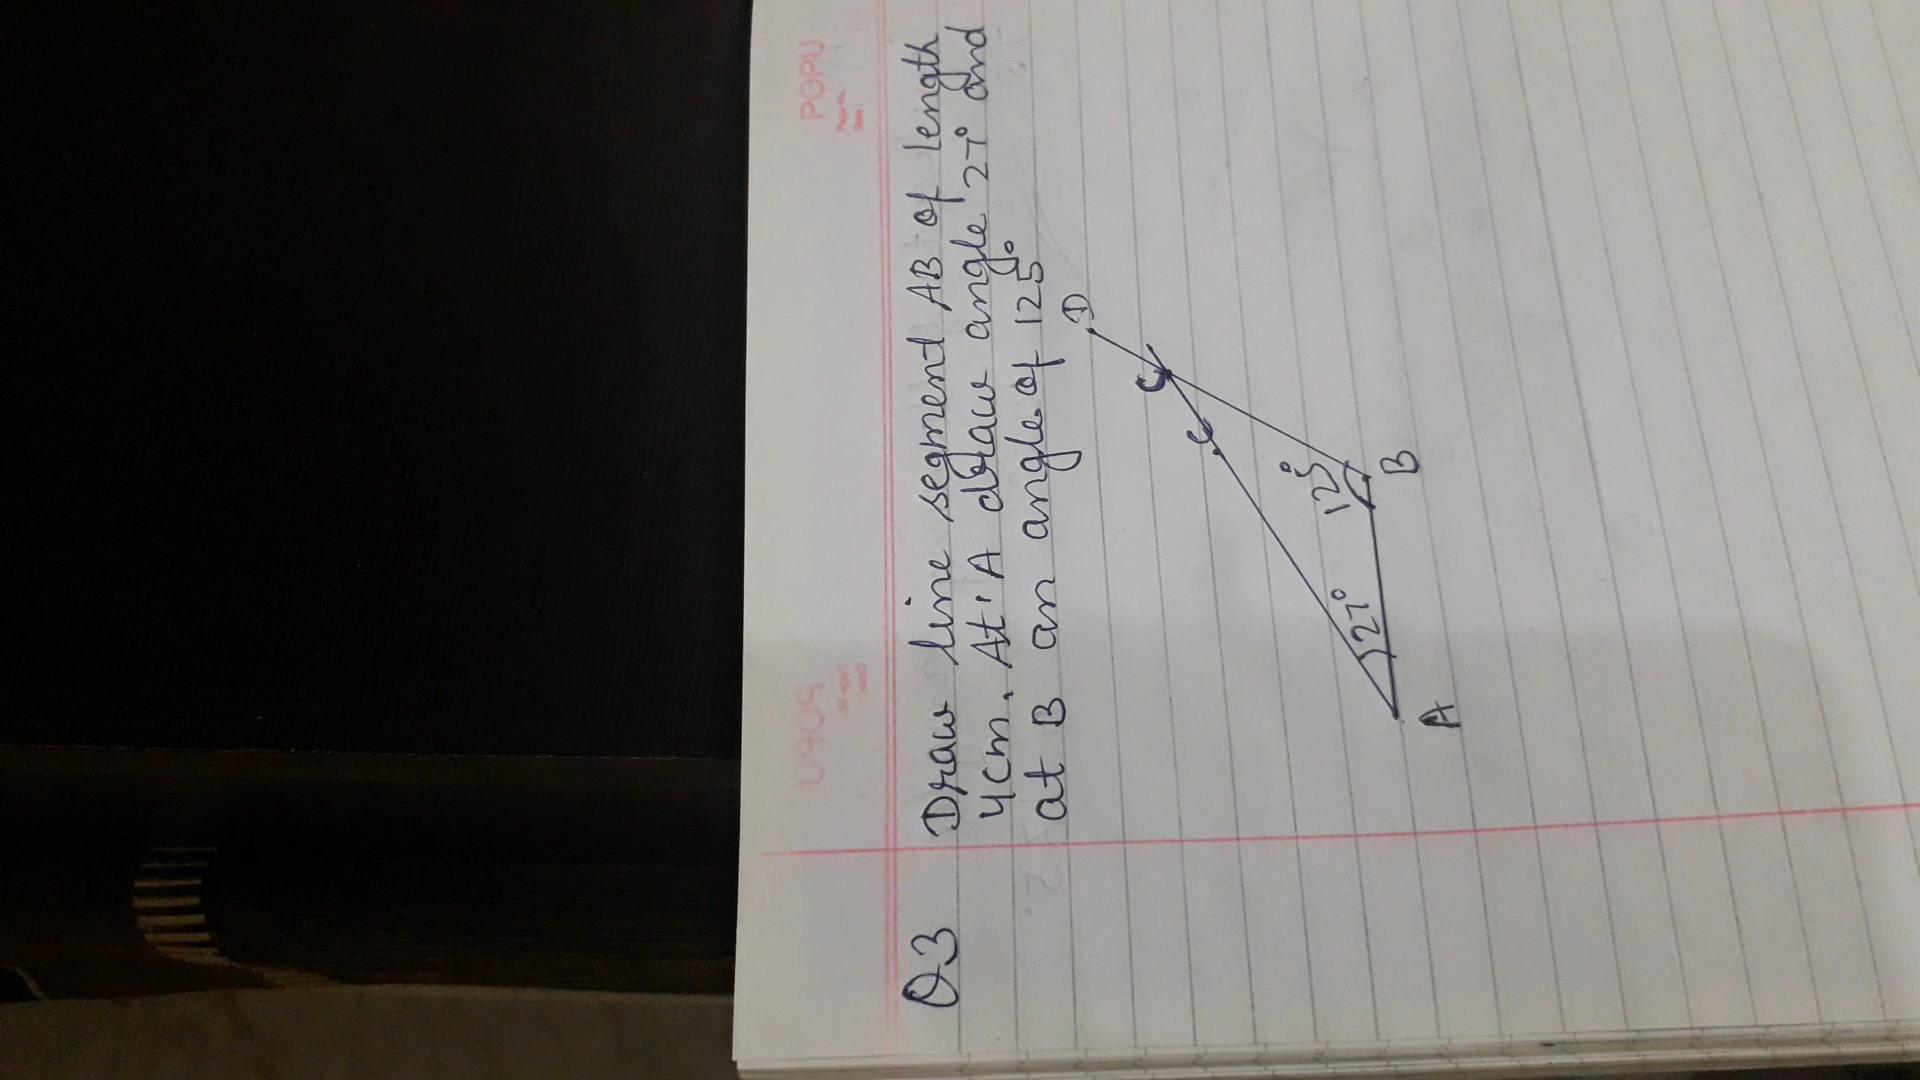 Q3 Draw line segment AB of length
4cm. At A draw angle 27° and
at B an angle of 125°
D
C
C
125°
B
27°
A
POPU